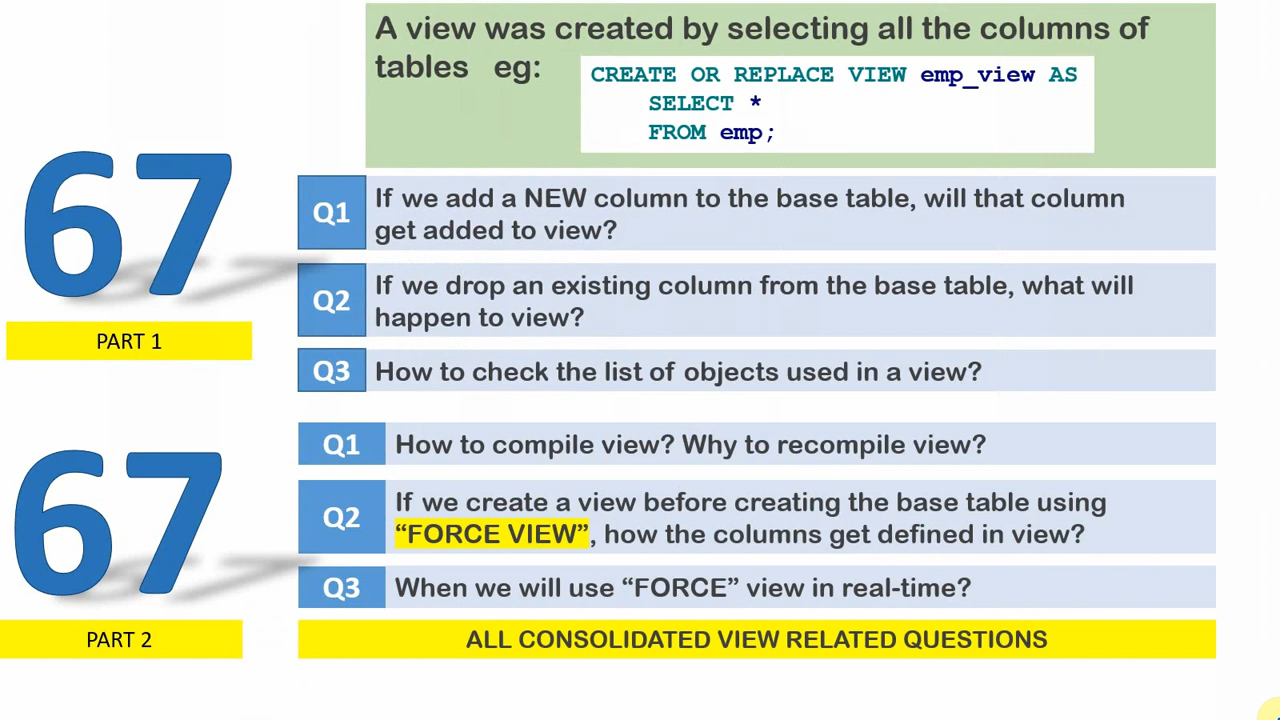 A view was created by selecting all the columns of
tables eg:
CREATE OR REPLACE VIEW emp_view AS
SELECT *
FROM emp;
67
PART 1
Q1
If we add a NEW column to the base table, will that column
get added to view?
Q2
If we drop an existing column from the base table, what will
happen to view?
Q3
How to check the list of objects used in a view?
67
PART 2
Q1
How to compile view? Why to recompile view?
Q2
If we create a view before creating the base table using
“FORCE VIEW”, how the columns get defined in view?
Q3
When we will use “FORCE” view in real-time?
ALL CONSOLIDATED VIEW RELATED QUESTIONS